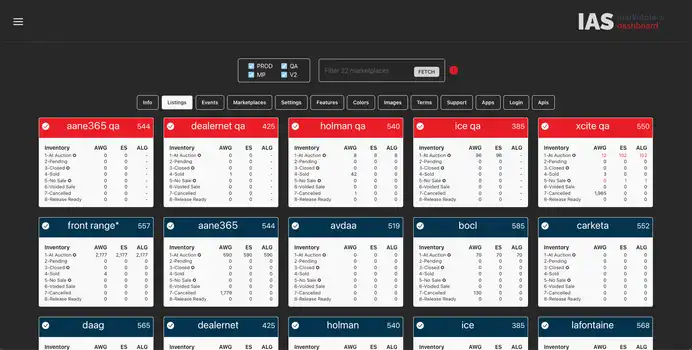 IAS marketplace
dashboard
PROD QA
MP V2
Filter 22 marketplaces FETCH
Info Listings Events Marketplaces Settings Features Colors Images Terms Support Apps Login Apis
aane365 qa 544 dealernet qa 425 holman qa 540 ice qa 385 xcite qa 550
Inventory AWG ES ALG Inventory AWG ES ALG Inventory AWG ES ALG Inventory AWG ES ALG Inventory AWG ES ALG
1-At Auction 0 0 - 1-At Auction 0 0 - 1-At Auction 8 8 8 1-At Auction 96 96 - 1-At Auction 12 102 102
2-Pending 0 0 - 2-Pending 0 0 - 2-Pending 0 0 0 2-Pending 0 0 - 2-Pending 0 0 0
3-Closed 0 0 - 3-Closed 0 0 - 3-Closed 0 0 0 3-Closed 0 0 - 3-Closed 0 0 0
4-Sold 0 0 - 4-Sold 1 0 - 4-Sold 42 0 0 4-Sold 0 0 - 4-Sold 3 0 0
5-No Sale 0 0 - 5-No Sale 0 0 - 5-No Sale 0 0 0 5-No Sale 0 0 - 5-No Sale 0 1 1
6-Voided Sale 0 0 - 6-Voided Sale 0 0 - 6-Voided Sale 0 0 0 6-Voided Sale 0 0 - 6-Voided Sale 0 0 0
7-Cancelled 0 0 - 7-Cancelled 0 0 - 7-Cancelled 1 0 0 7-Cancelled 0 0 - 7-Cancelled 1,965 0 0
8-Release Ready 0 0 - 8-Release Ready 0 0 - 8-Release Ready 0 0 0 8-Release Ready 0 0 - 8-Release Ready 0 0 0
front range* 557 aane365 544 avdaa 519 bocl 585 carketa 552
Inventory AWG ES ALG Inventory AWG ES ALG Inventory AWG ES ALG Inventory AWG ES ALG Inventory AWG ES ALG
1-At Auction 2,177 2,177 2,177 1-At Auction 590 590 590 1-At Auction 0 0 0 1-At Auction 70 70 70 1-At Auction 0 0 0
2-Pending 0 0 0 2-Pending 0 0 0 2-Pending 0 0 0 2-Pending 0 0 0 2-Pending 0 0 0
3-Closed 0 0 0 3-Closed 0 0 0 3-Closed 0 0 0 3-Closed 0 0 0 3-Closed 0 0 0
4-Sold 0 0 0 4-Sold 0 0 0 4-Sold 0 0 0 4-Sold 0 0 0 4-Sold 0 0 0
5-No Sale 0 0 0 5-No Sale 0 0 0 5-No Sale 0 0 0 5-No Sale 0 0 0 5-No Sale 0 0 0
6-Voided Sale 0 0 0 6-Voided Sale 0 0 0 6-Voided Sale 0 0 0 6-Voided Sale 0 0 0 6-Voided Sale 0 0 0
7-Cancelled 0 0 0 7-Cancelled 1,779 0 0 7-Cancelled 0 0 0 7-Cancelled 130 0 0 7-Cancelled 0 0 0
8-Release Ready 0 0 0 8-Release Ready 0 0 0 8-Release Ready 0 0 0 8-Release Ready 0 0 0 8-Release Ready 0 0 0
daag 565 dealernet 425 holman 540 ice 385 lafontaine 568
Inventory AWG ES ALG Inventory AWG ES ALG Inventory AWG ES ALG Inventory AWG ES ALG Inventory AWG ES ALG